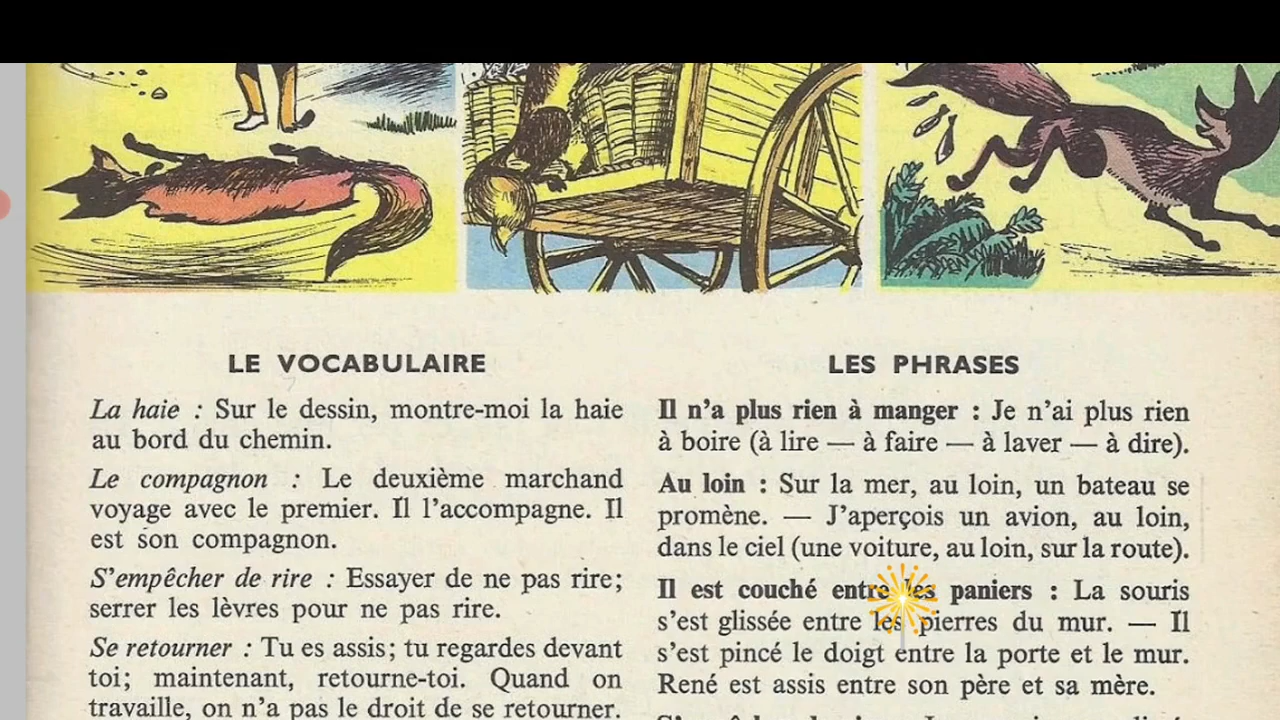 LE VOCABULAIRE
La haie : Sur le dessin, montre-moi la haie
au bord du chemin.
Le compagnon : Le deuxième marchand
voyage avec le premier. Il l'accompagne. Il
est son compagnon.
S'empêcher de rire : Essayer de ne pas rire;
serrer les lèvres pour ne pas rire.
Se retourner : Tu es assis; tu regardes devant
toi; maintenant, retourne-toi. Quand on
travaille, on n'a pas le droit de se retourner.
LES PHRASES
Il n'a plus rien à manger : Je n'ai plus rien
à boire (à lire — à faire — à laver — à dire).
Au loin : Sur la mer, au loin, un bateau se
promène. — J'aperçois un avion, au loin,
dans le ciel (une voiture, au loin, sur la route).
Il est couché entre les paniers : La souris
s'est glissée entre les pierres du mur. — Il
s'est pincé le doigt entre la porte et le mur.
René est assis entre son père et sa mère.